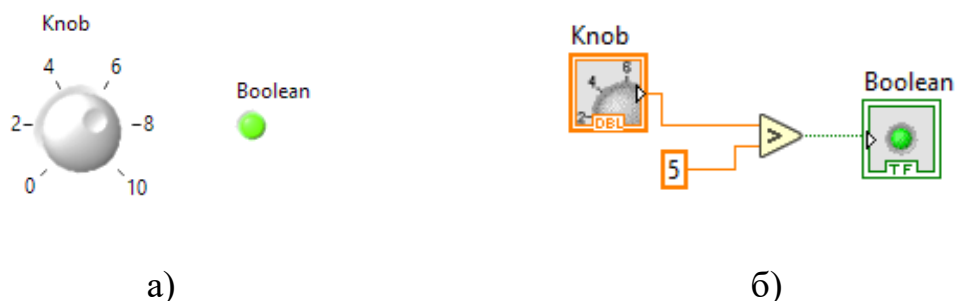 Knob
4 6
2 8
0 10
Boolean
Knob
2 4 6
DBL
5
>
Boolean
TF
а)
б)